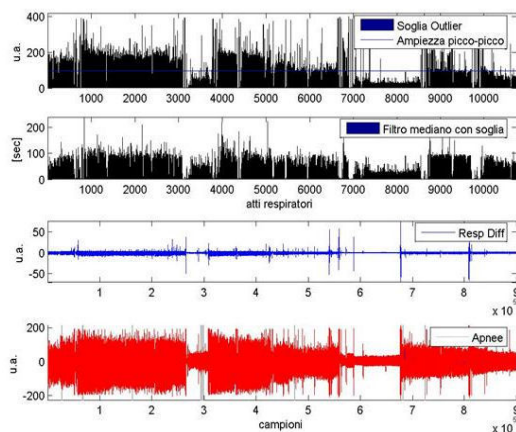 u.a.
400
200
0
Soglia Outlier
Ampiezza picco-picco
1000 2000 3000 4000 5000 6000 7000 8000 9000 10000
[sec]
200
100
0
Filtro mediano con soglia
1000 2000 3000 4000 5000 6000 7000 8000 9000 10000
atti respiratori
u.a.
50
0
-50
Resp Diff
1 2 3 4 5 6 7 8 9
x 10
u.a.
200
0
-200
Apnee
1 2 3 4 5 6 7 8 9
campioni
x 10